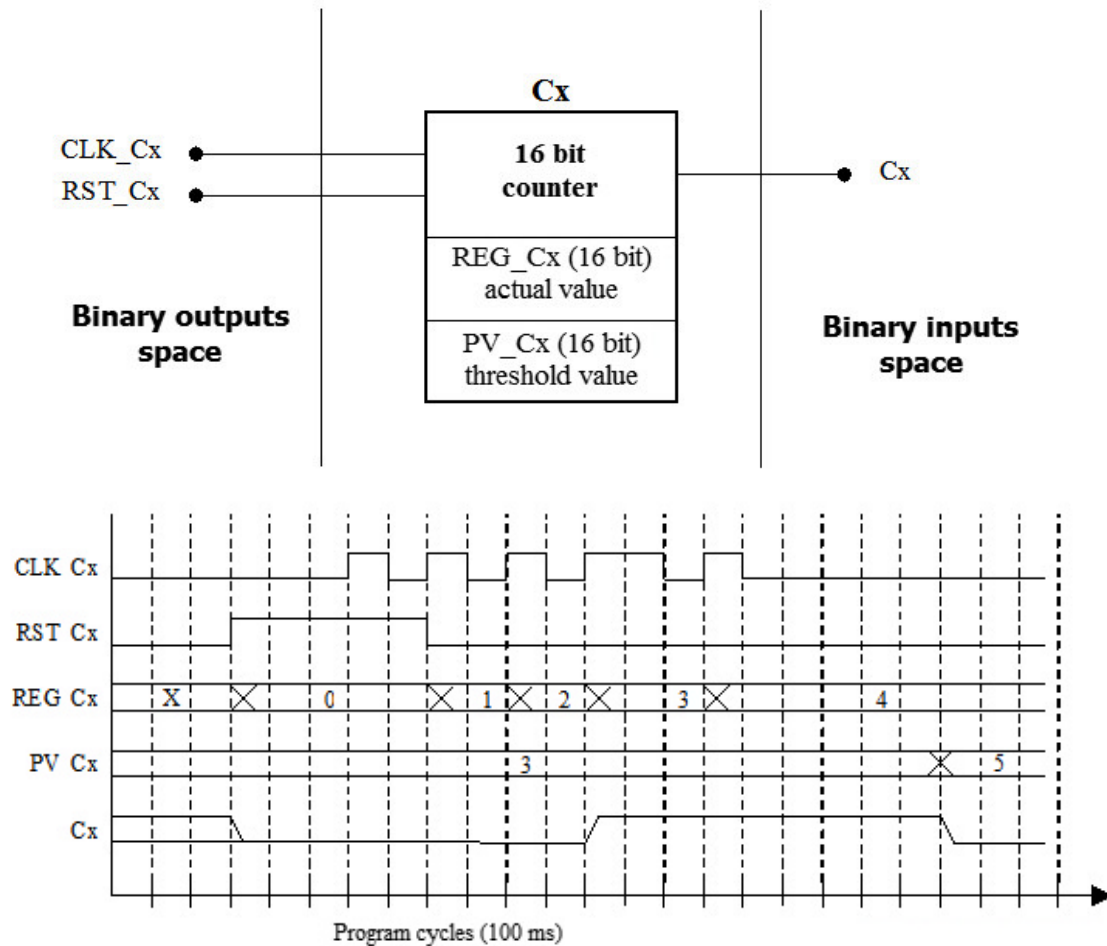 Cx
CLK_Cx
RST_Cx
16 bit
counter
Cx
REG_Cx (16 bit)
actual value
PV_Cx (16 bit)
threshold value
Binary outputs
space
Binary inputs
space
CLK Cx
RST Cx
REG Cx
X 0 1 2 3 4
PV Cx
3 5
Cx
Program cycles (100 ms)